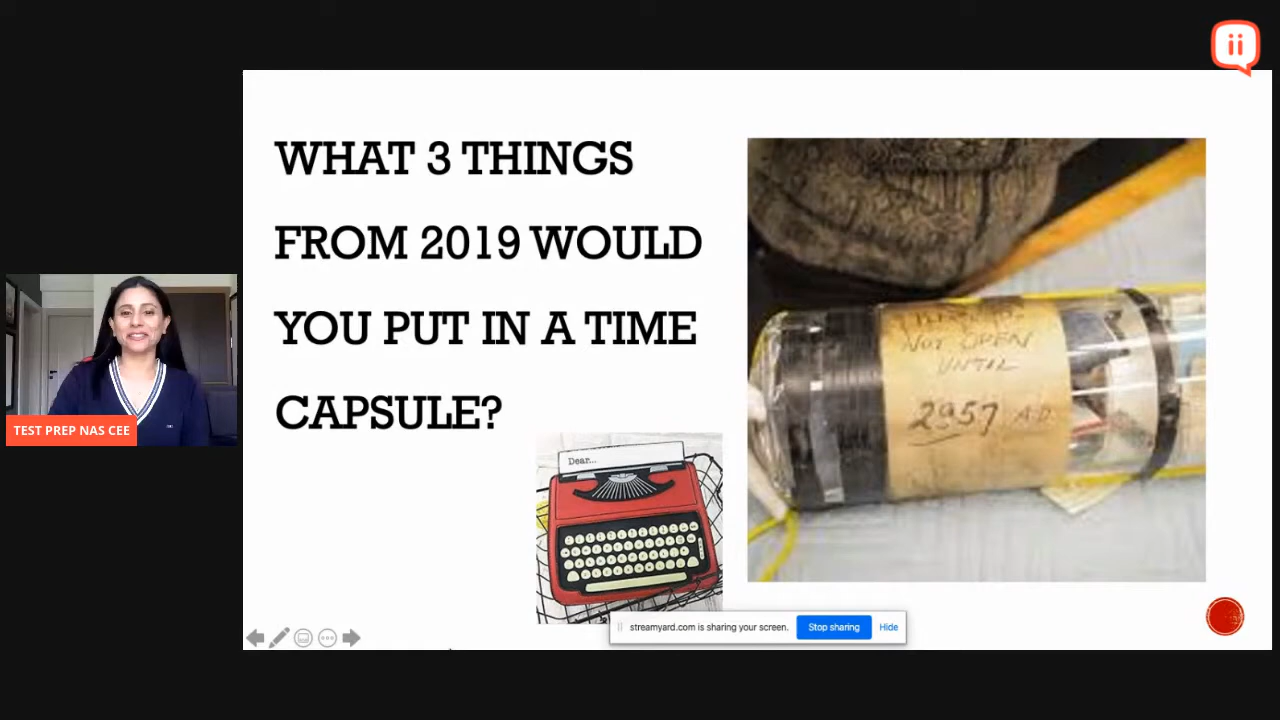 WHAT 3 THINGS
FROM 2019 WOULD
YOU PUT IN A TIME
CAPSULE?
NOT OPEN
UNTIL
2957 A.D.
Dear...
TEST PREP NAS CEE
streamyard.com is sharing your screen. Stop sharing Hide